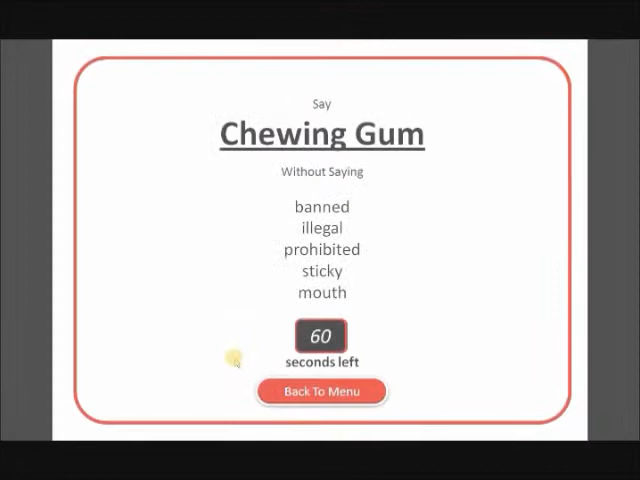 Say
Chewing Gum
Without Saying
banned
illegal
prohibited
sticky
mouth
60
seconds left
Back To Menu